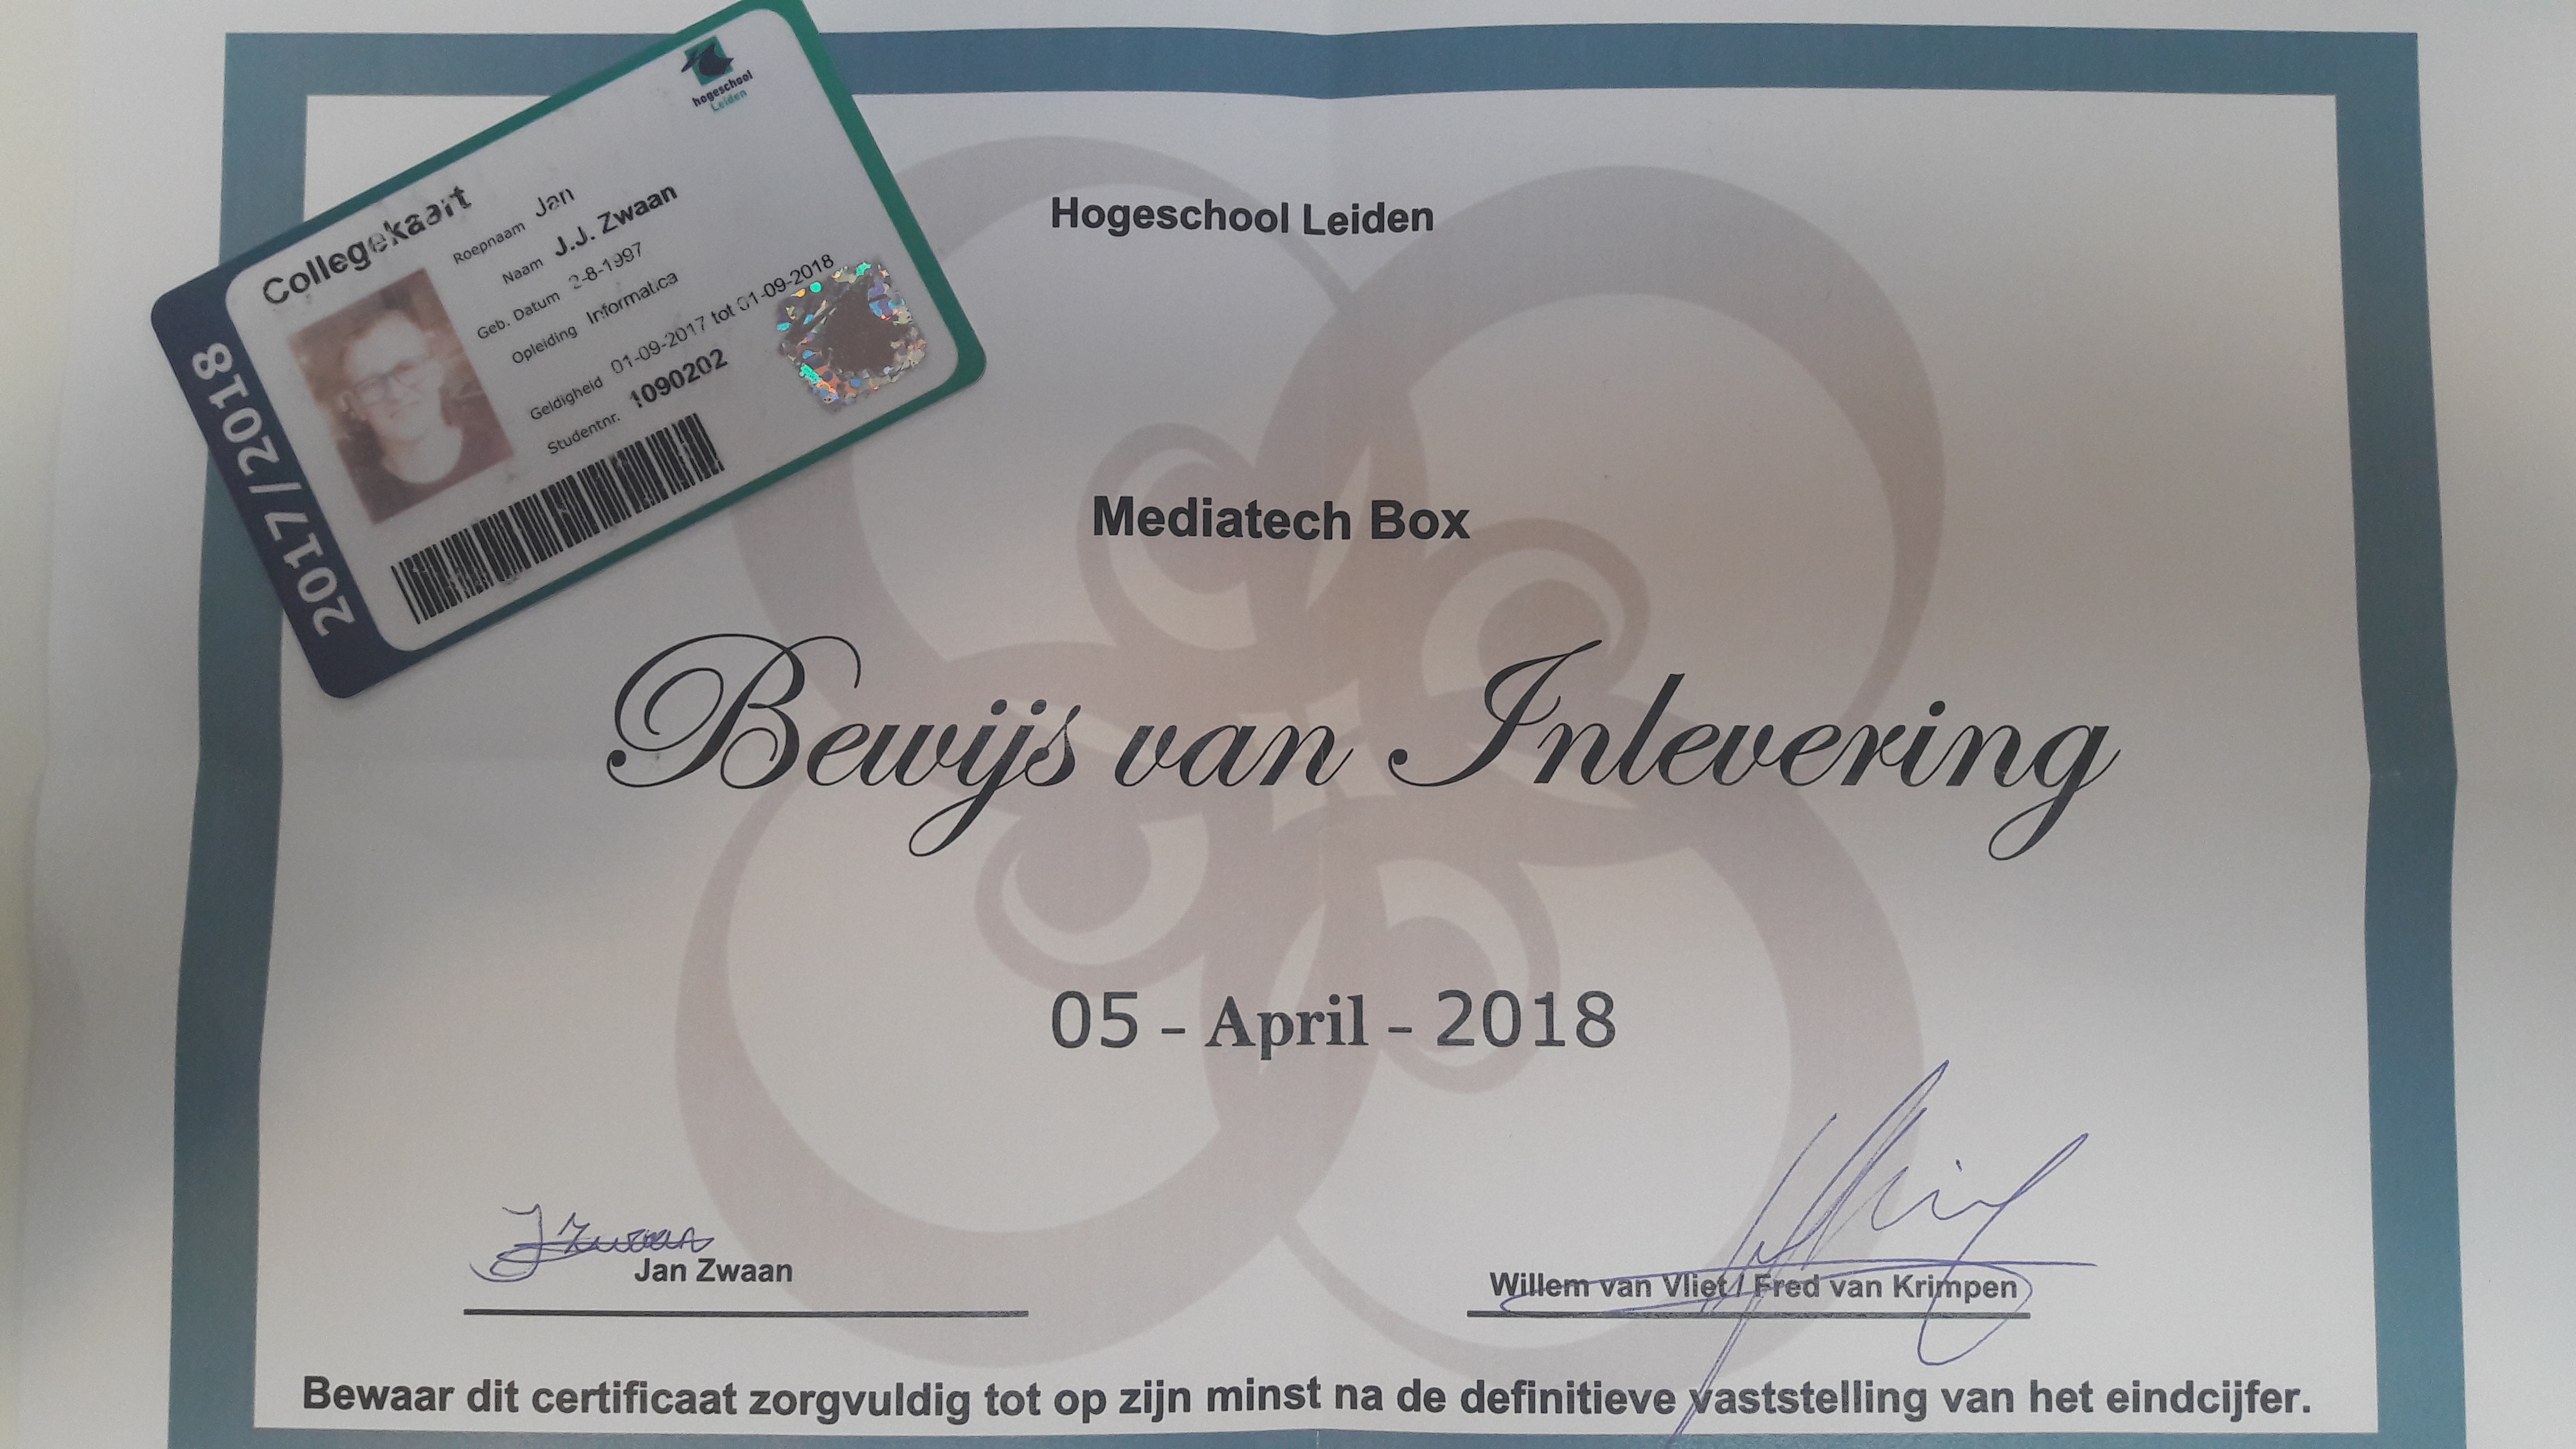 hogeschool
Leiden
Collegekaart
Roepnaam Jan
Naam J.J. Zwaan
Geb. Datum 2-8-1997
Opleiding Informatica
Geldigheid 01-09-2017 tot 01-09-2018
Studentnr. 1090202
2017 / 2018
Hogeschool Leiden
Mediatech Box
Bewijs van Inlevering
05 - April - 2018
J Zwaan
Jan Zwaan
Willem van Vliet / Fred van Krimpen
Bewaar dit certificaat zorgvuldig tot op zijn minst na de definitieve vaststelling van het eindcijfer.